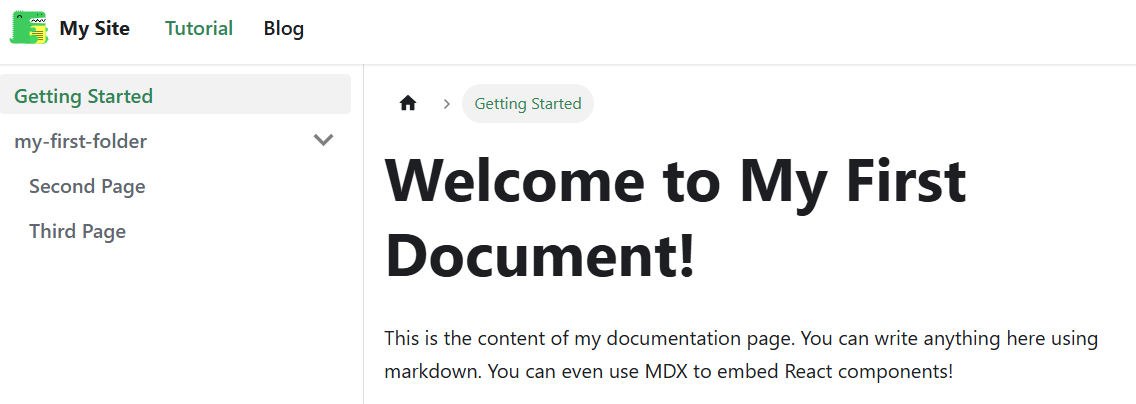 My Site Tutorial Blog
Getting Started
my-first-folder
Second Page
Third Page
Getting Started
Welcome to My First
Document!
This is the content of my documentation page. You can write anything here using
markdown. You can even use MDX to embed React components!